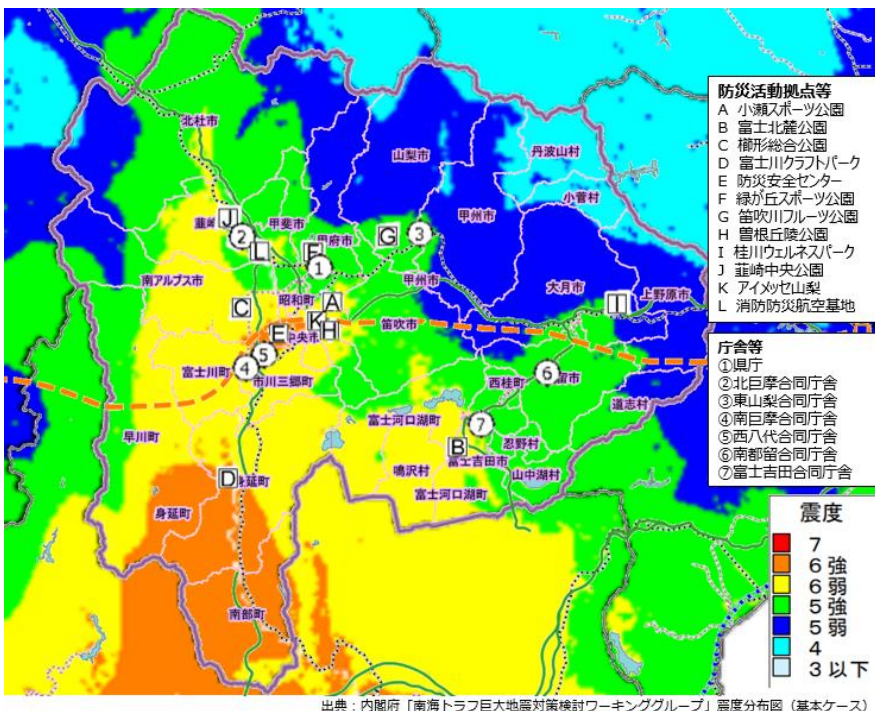 防災活動拠点等
A 小瀬スポーツ公園
B 富士北麓公園
C 櫛形総合公園
D 富士川クラフトパーク
E 防災安全センター
F 緑が丘スポーツ公園
G 笛吹川フルーツ公園
H 曽根丘陵公園
I 桂川ウェルネスパーク
J 韮崎中央公園
K アイメッセ山梨
L 消防防災航空基地
庁舎等
①県庁
②北巨摩合同庁舎
③東山梨合同庁舎
④南巨摩合同庁舎
⑤西八代合同庁舎
⑥南都留合同庁舎
⑦富士吉田合同庁舎
震度
7
6強
6弱
5強
5弱
4
3以下
北杜市
山梨市
丹波山村
小菅村
甲州市
韮崎 J
甲斐市
②
L
甲府市
F
①
G
③
甲州市
大月市
上野原市
I
南アルプス市
昭和町
C
A
K
H
E
中央市
笛吹市
⑤
④
富士川町
市川三郷町
西桂町
⑥
留市
道志村
早川町
富士河口湖町
⑦
B
忍野村
富士吉田市
鳴沢村
山中湖村
富士河口湖町
D
身延町
身延町
南部町
出典：内閣府「南海トラフ巨大地震対策検討ワーキンググループ」震度分布図（基本ケース）